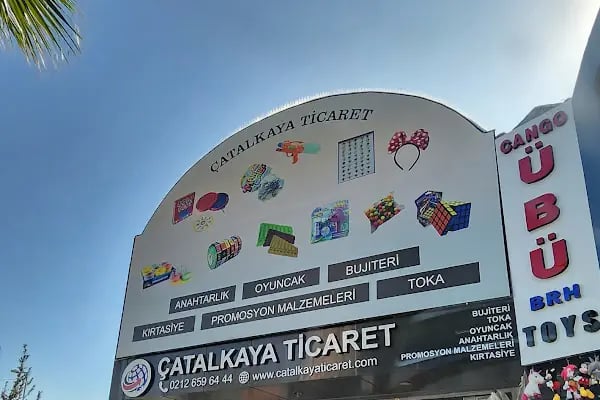 ÇATALKAYA TİCARET
ANAHTARLIK
OYUNCAK
BUJİTERİ
KIRTASİYE
PROMOSYON MALZEMELERİ
TOKA
ÇATALKAYA TİCARET
0212 659 64 44
www.catalkayaticaret.com
BUJİTERİ
TOKA
OYUNCAK
ANAHTARLIK
PROMOSYON MALZEMELERİ
KIRTASİYE
CANGO
ÜBÜ
BRH
TOYS